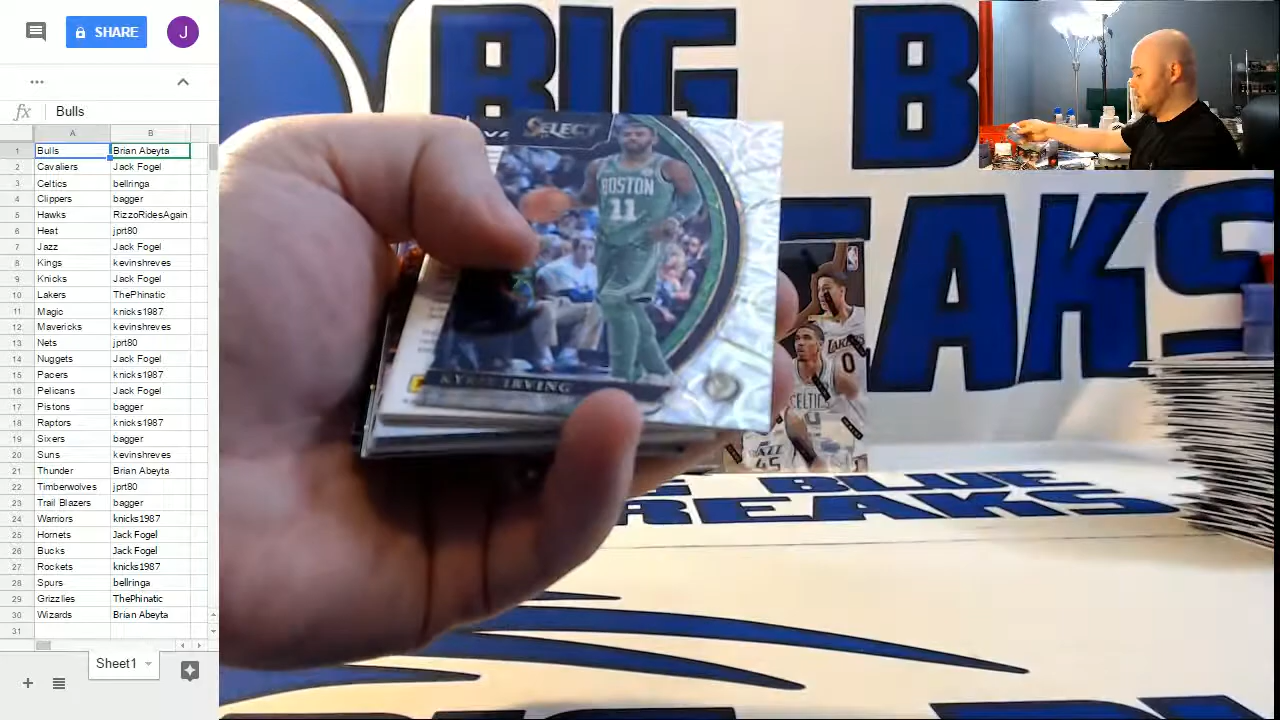 SHARE
J
fx
Bulls
A B
1 Bulls Brian Abeyta
2 Cavaliers Jack Fogel
3 Celtics bellringa
4 Clippers bagger
5 Hawks RizzoRidesAgain
6 Heat jprt80
7 Jazz Jack Fogel
8 Kings kevinshreves
9 Knicks Jack Fogel
10 Lakers ThePhinatic
11 Magic knicks1987
12 Mavericks kevinshreves
13 Nets jprt80
14 Nuggets Jack Fogel
15 Pacers knicks1987
16 Pelicans Jack Fogel
17 Pistons bagger
18 Raptors knicks1987
19 Sixers bagger
20 Suns kevinshreves
21 Thunder Brian Abeyta
22 Timberwolves jprt80
23 Trail Blazers bagger
24 Warriors knicks1987
25 Hornets Jack Fogel
26 Bucks Jack Fogel
27 Rockets knicks1987
28 Spurs bellringa
29 Grizzlies ThePhinatic
30 Wizards Brian Abeyta
31
Sheet1
BIG B
EAKS
SELECT
BOSTON
11
KYRIE IRVING
LAKERS
0
CELTICS
JAZZ
45
BIG BLUE
REAKS